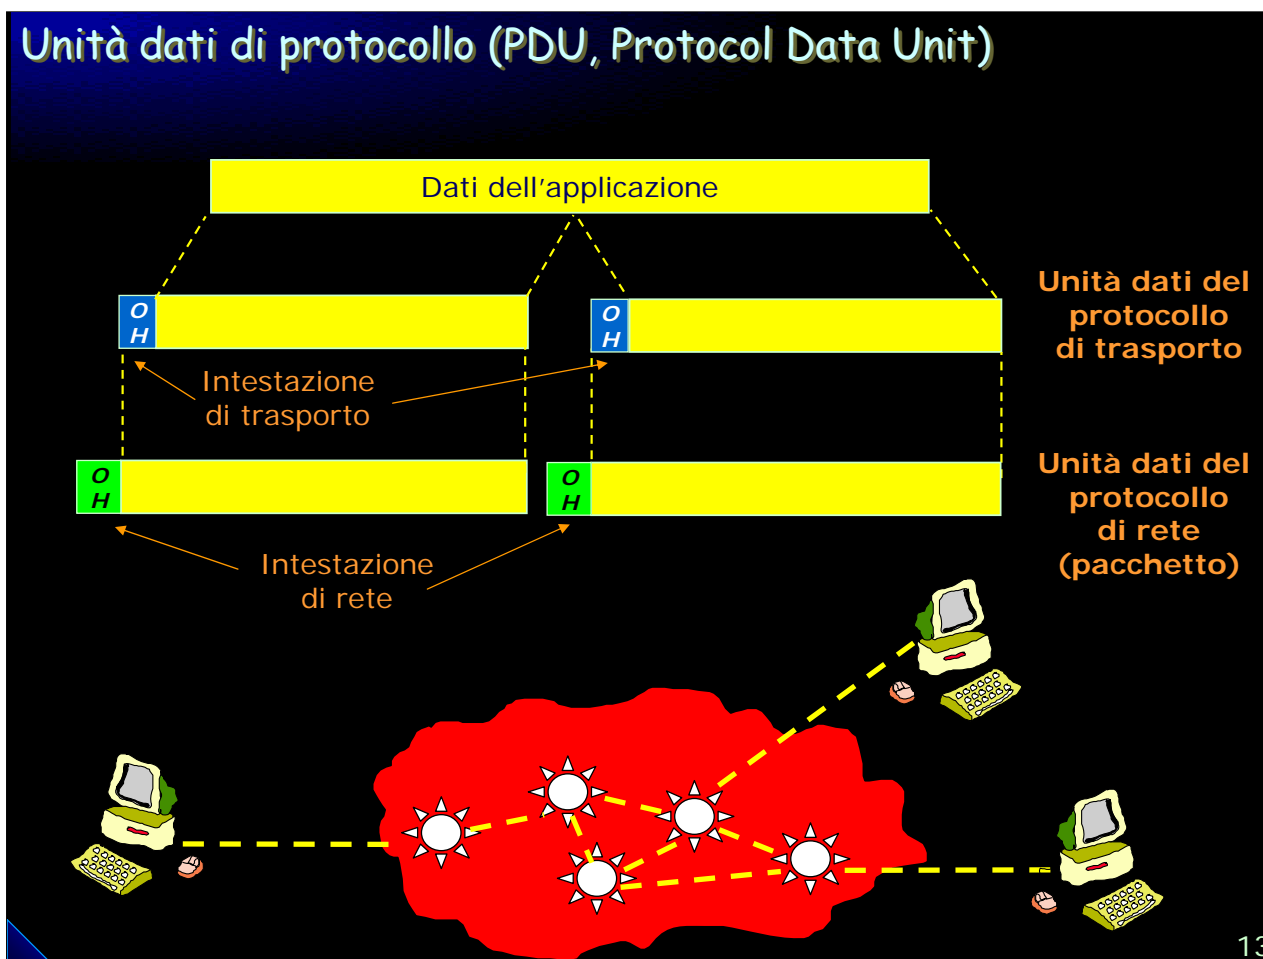 Unità dati di protocollo (PDU, Protocol Data Unit)
Dati dell'applicazione
O
H
O
H
Unità dati del
protocollo
di trasporto
Intestazione
di trasporto
O
H
O
H
Unità dati del
protocollo
di rete
(pacchetto)
Intestazione
di rete
13